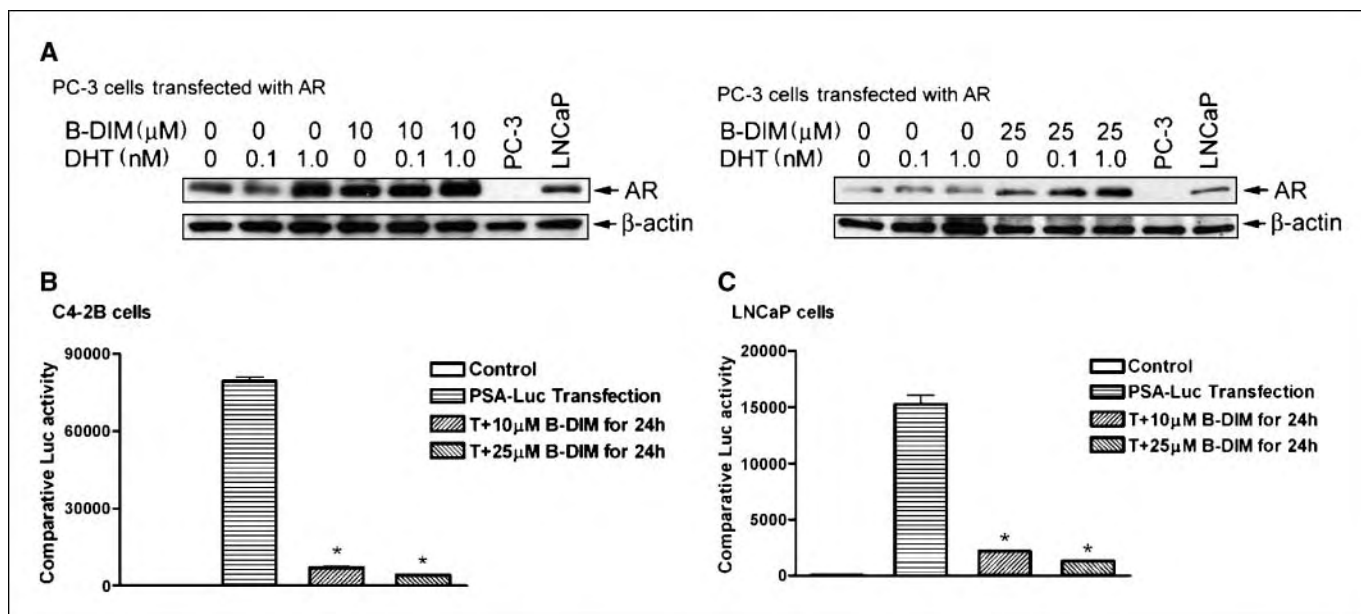 A
PC-3 cells transfected with AR
B-DIM (μM) 0 0 0 10 10 10 PC-3 LNCaP
DHT (nM) 0 0.1 1.0 0 0.1 1.0
AR
β-actin
PC-3 cells transfected with AR
B-DIM (μM) 0 0 0 25 25 25 PC-3 LNCaP
DHT (nM) 0 0.1 1.0 0 0.1 1.0
AR
β-actin
B
C4-2B cells
Comparative Luc activity
90000
60000
30000
0
* *
Control
PSA-Luc Transfection
T+10μM B-DIM for 24h
T+25μM B-DIM for 24h
C
LNCaP cells
Comparative Luc activity
20000
15000
10000
5000
0
* *
Control
PSA-Luc Transfection
T+10μM B-DIM for 24h
T+25μM B-DIM for 24h